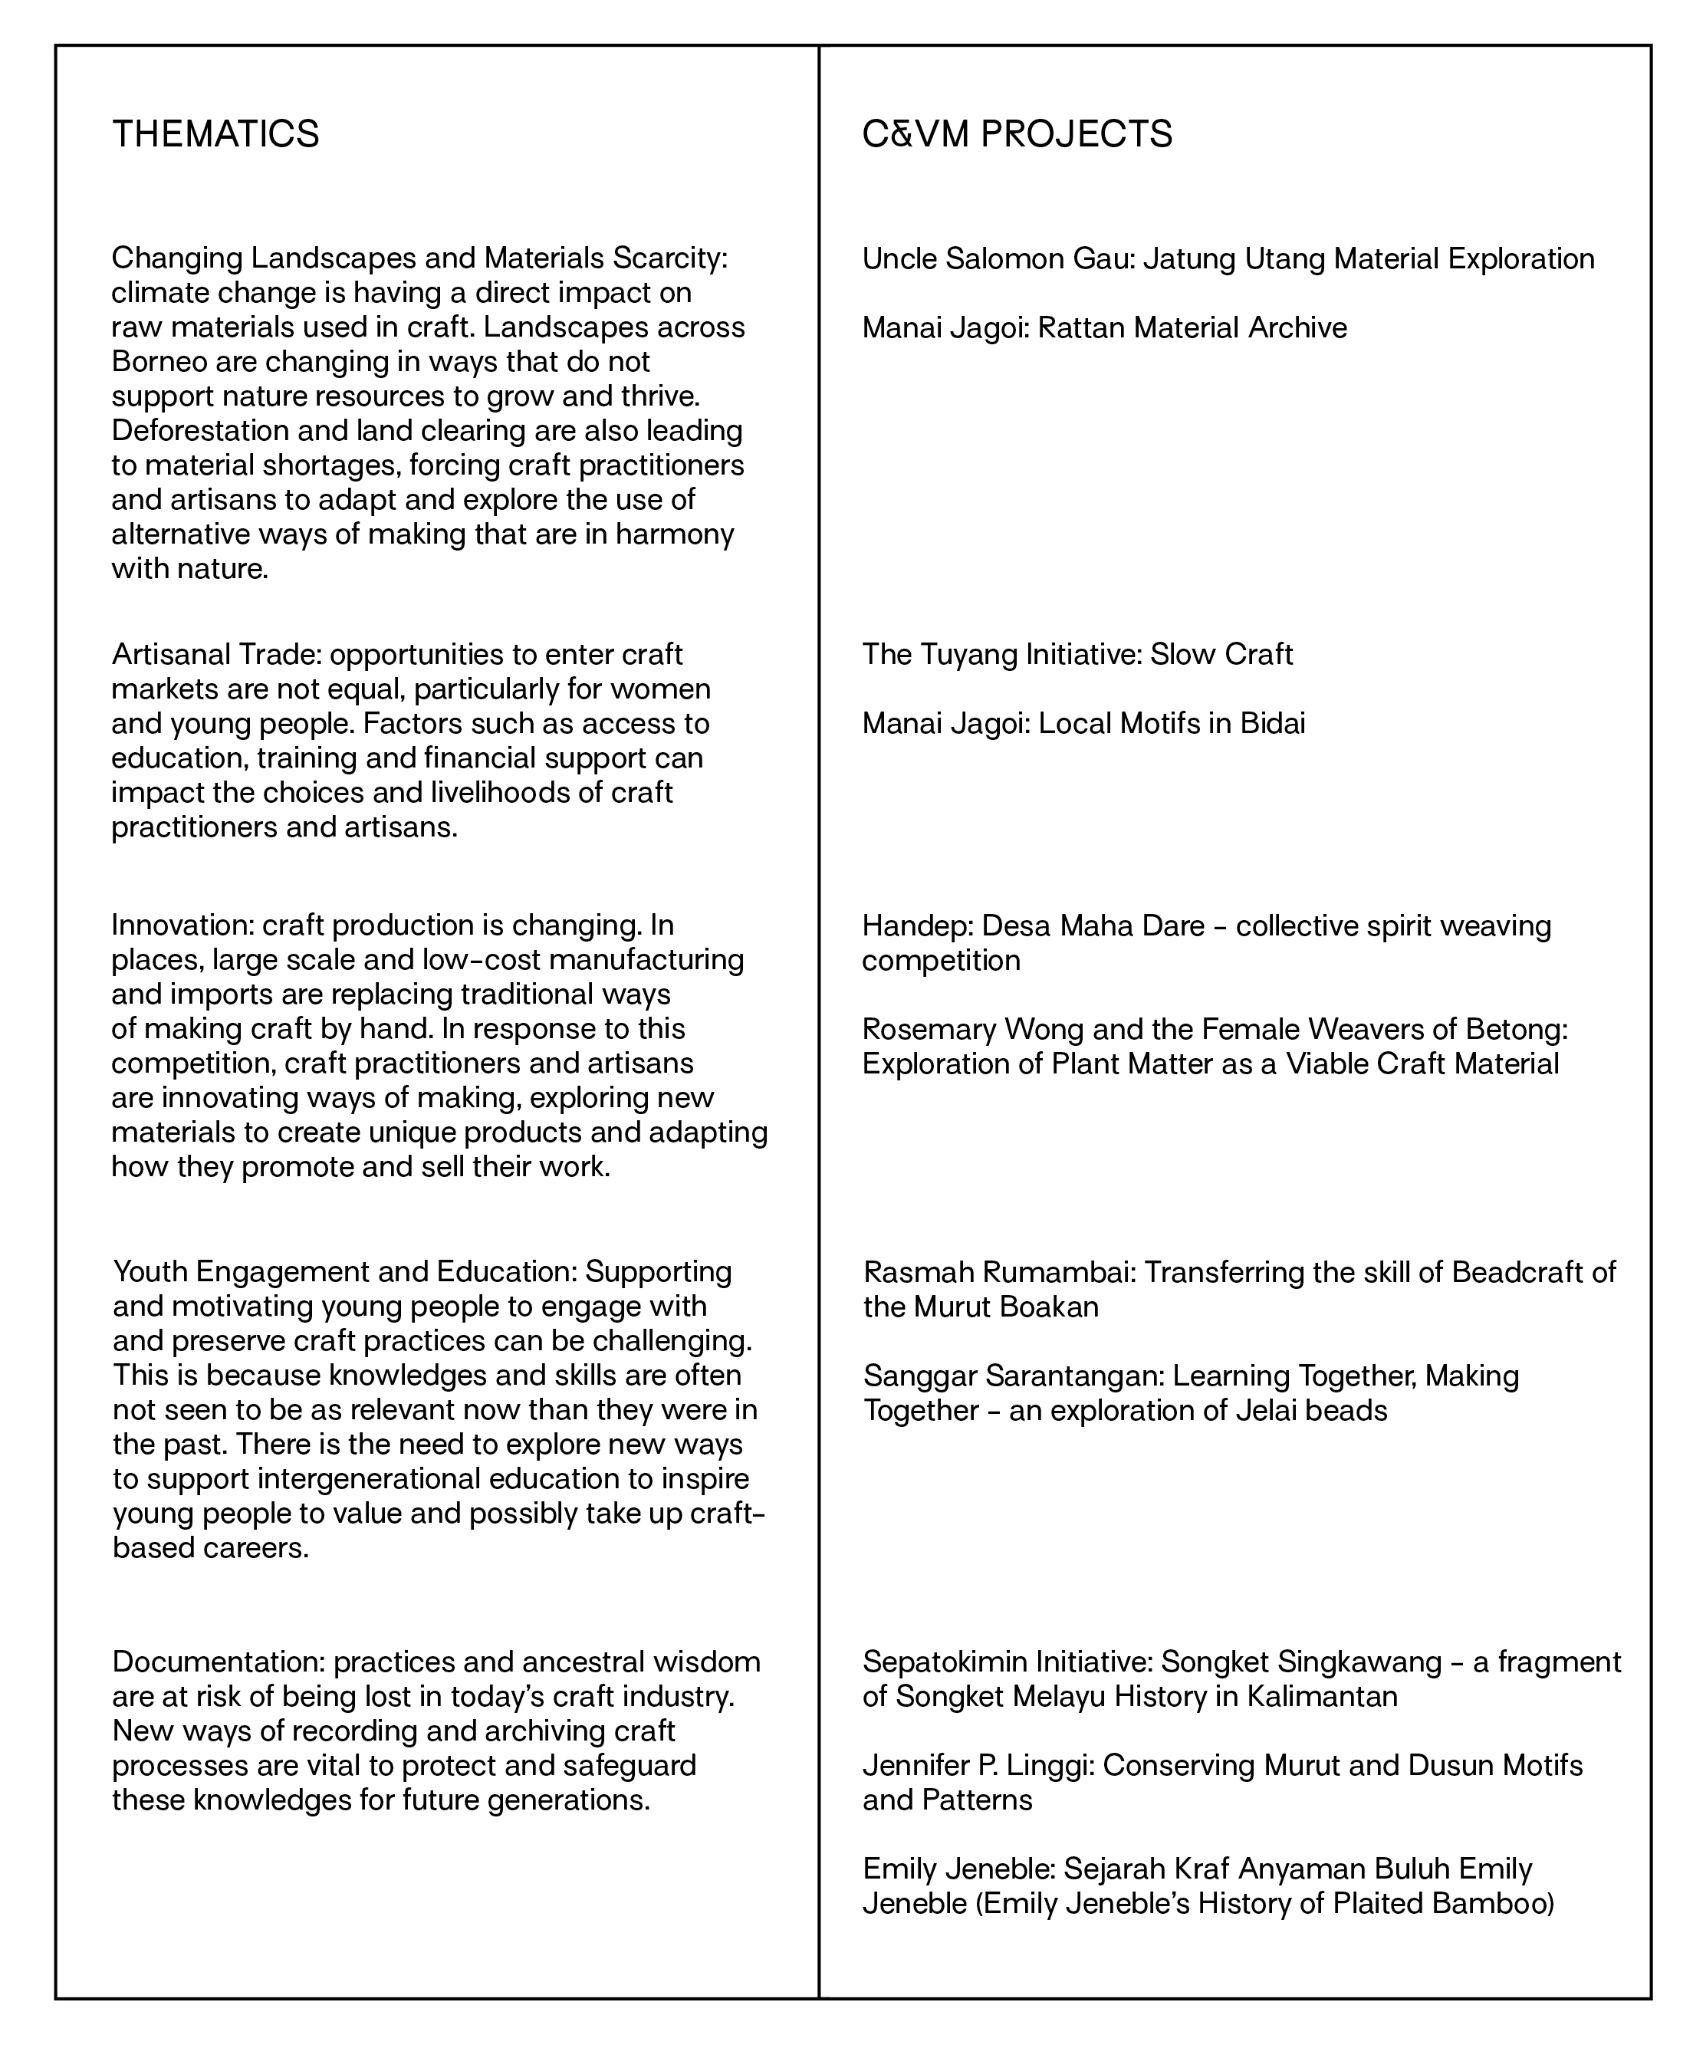 THEMATICS
C&VM PROJECTS
Changing Landscapes and Materials Scarcity:
climate change is having a direct impact on
raw materials used in craft. Landscapes across
Borneo are changing in ways that do not
support nature resources to grow and thrive.
Deforestation and land clearing are also leading
to material shortages, forcing craft practitioners
and artisans to adapt and explore the use of
alternative ways of making that are in harmony
with nature.
Uncle Salomon Gau: Jatung Utang Material Exploration
Manai Jagoi: Rattan Material Archive
Artisanal Trade: opportunities to enter craft
markets are not equal, particularly for women
and young people. Factors such as access to
education, training and financial support can
impact the choices and livelihoods of craft
practitioners and artisans.
The Tuyang Initiative: Slow Craft
Manai Jagoi: Local Motifs in Bidai
Innovation: craft production is changing. In
places, large scale and low-cost manufacturing
and imports are replacing traditional ways
of making craft by hand. In response to this
competition, craft practitioners and artisans
are innovating ways of making, exploring new
materials to create unique products and adapting
how they promote and sell their work.
Handep: Desa Maha Dare – collective spirit weaving
competition
Rosemary Wong and the Female Weavers of Betong:
Exploration of Plant Matter as a Viable Craft Material
Youth Engagement and Education: Supporting
and motivating young people to engage with
and preserve craft practices can be challenging.
This is because knowledges and skills are often
not seen to be as relevant now than they were in
the past. There is the need to explore new ways
to support intergenerational education to inspire
young people to value and possibly take up craft-
based careers.
Rasmah Rumambai: Transferring the skill of Beadcraft of
the Murut Boakan
Sanggar Sarantangan: Learning Together, Making
Together – an exploration of Jelai beads
Documentation: practices and ancestral wisdom
are at risk of being lost in today’s craft industry.
New ways of recording and archiving craft
processes are vital to protect and safeguard
these knowledges for future generations.
Sepatokimin Initiative: Songket Singkawang – a fragment
of Songket Melayu History in Kalimantan
Jennifer P. Linggi: Conserving Murut and Dusun Motifs
and Patterns
Emily Jeneble: Sejarah Kraf Anyaman Buluh Emily
Jeneble (Emily Jeneble’s History of Plaited Bamboo)